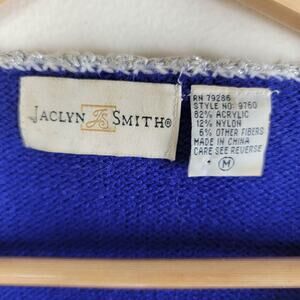 JACLYN JS SMITH®
RN 79286
STYLE NO: 9760
82% ACRYLIC
12% NYLON
6% OTHER FIBERS
MADE IN CHINA
CARE SEE REVERSE
M